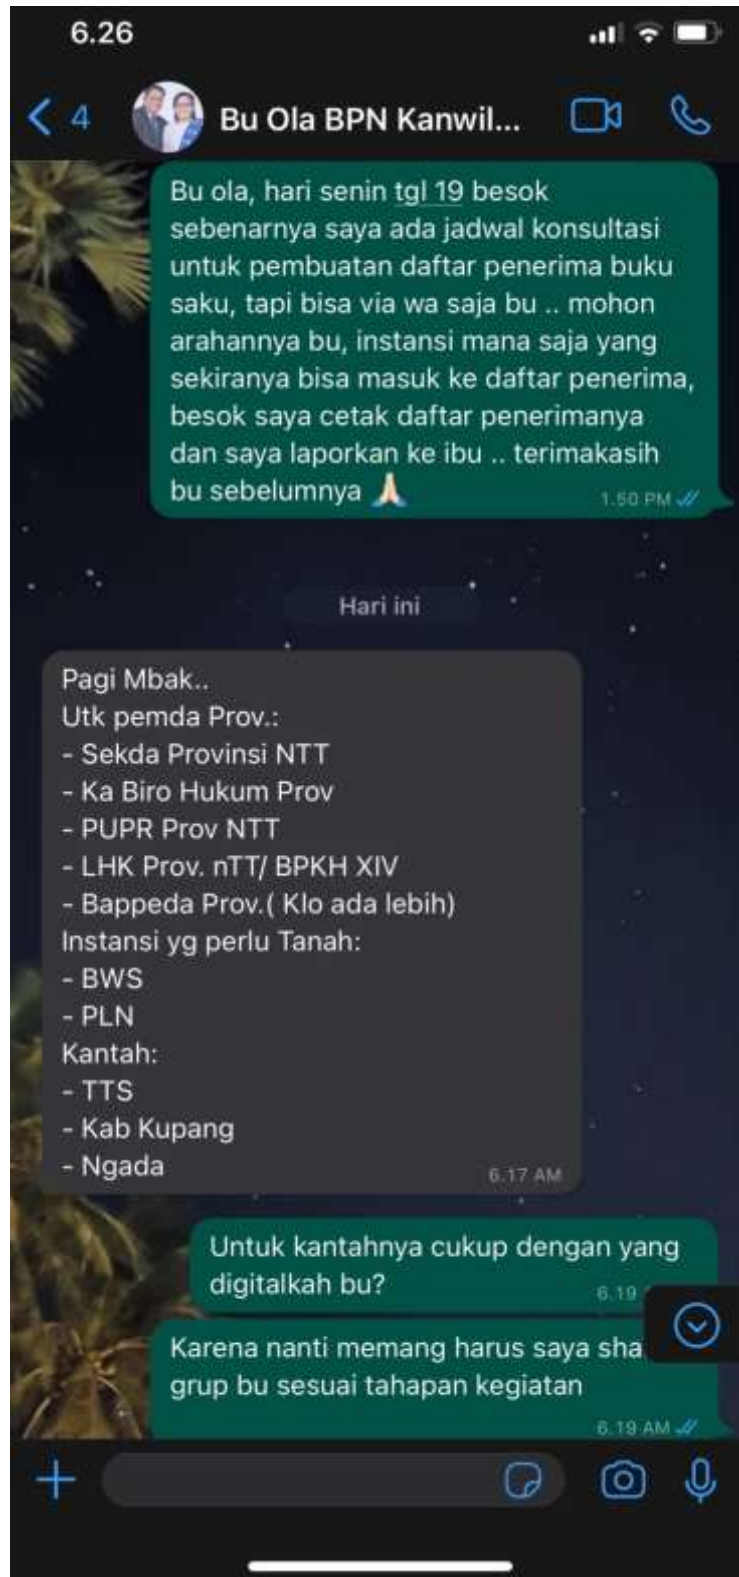 6.26
4
Bu Ola BPN Kanwil...
Bu ola, hari senin tgl 19 besok
sebenarnya saya ada jadwal konsultasi
untuk pembuatan daftar penerima buku
saku, tapi bisa via wa saja bu .. mohon
arahannya bu, instansi mana saja yang
sekiranya bisa masuk ke daftar penerima,
besok saya cetak daftar penerimanya
dan saya laporkan ke ibu .. terimakasih
bu sebelumnya 🙏🏻
1.50 PM
Hari ini
Pagi Mbak..
Utk pemda Prov.:
- Sekda Provinsi NTT
- Ka Biro Hukum Prov
- PUPR Prov NTT
- LHK Prov. nTT/ BPKH XIV
- Bappeda Prov.( Klo ada lebih)
Instansi yg perlu Tanah:
- BWS
- PLN
Kantah:
- TTS
- Kab Kupang
- Ngada
6.17 AM
Untuk kantahnya cukup dengan yang
digitalkah bu?
6.19
Karena nanti memang harus saya sha
grup bu sesuai tahapan kegiatan
6.19 AM